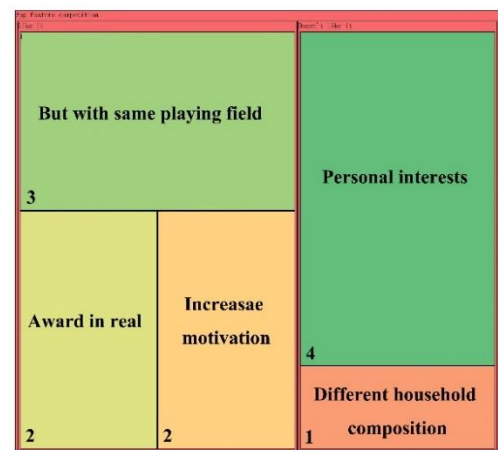 But with same playing field
3
Award in real
2
Increasae
motivation
2
Personal interests
4
Different household
composition
1